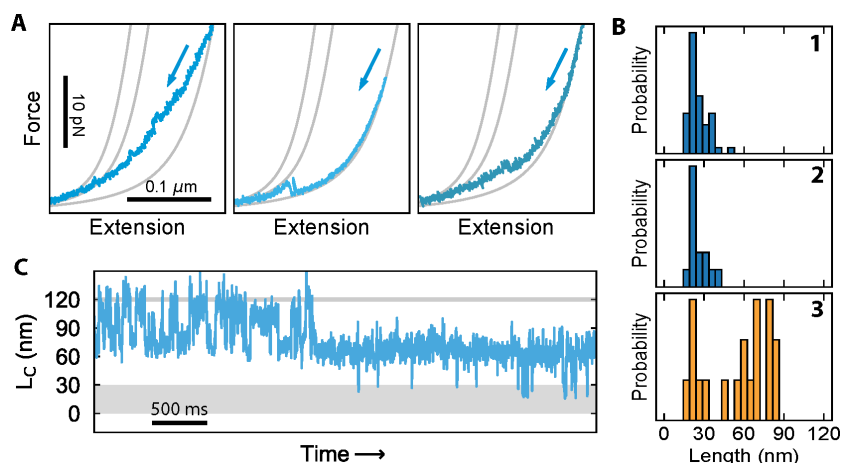 A
Force
10 pN
0.1 µm
Extension
Extension
Extension
B
1
Probability
2
Probability
3
Probability
0 30 60 90 120
Length (nm)
C
LC (nm)
120
90
60
30
0
500 ms
Time →